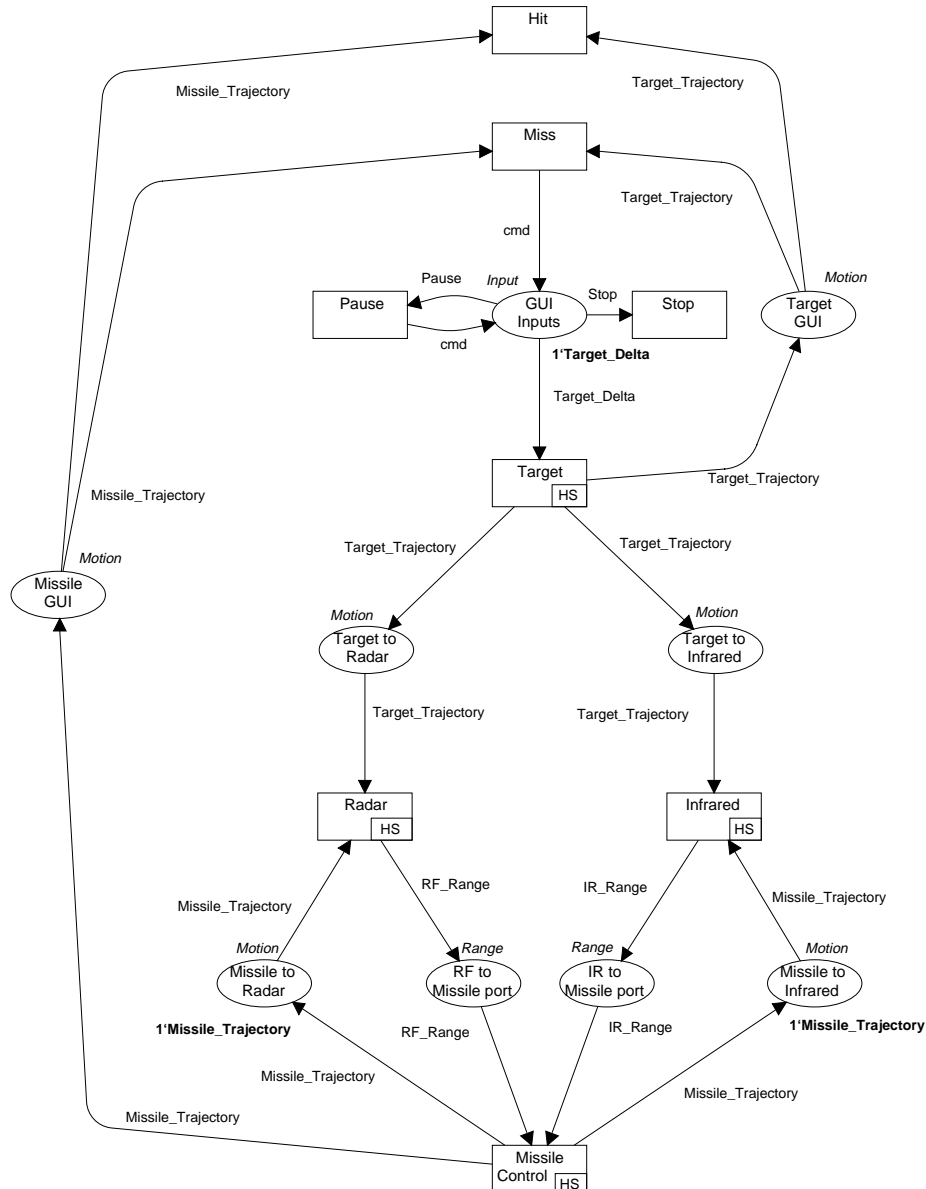 Hit
Missile_Trajectory
Target_Trajectory
Miss
Target_Trajectory
cmd
Pause
Input
Motion
Pause
GUI
Inputs
Stop
Stop
Target
GUI
cmd
1‘Target_Delta
Target_Delta
Target
HS
Target_Trajectory
Missile_Trajectory
Target_Trajectory
Target_Trajectory
Motion
Missile
GUI
Motion
Target to
Radar
Motion
Target to
Infrared
Target_Trajectory
Target_Trajectory
Radar
HS
Infrared
HS
RF_Range
IR_Range
Missile_Trajectory
Missile_Trajectory
Motion
Missile to
Radar
Range
RF to
Missile port
Range
IR to
Missile port
Motion
Missile to
Infrared
1‘Missile_Trajectory
RF_Range
IR_Range
1‘Missile_Trajectory
Missile_Trajectory
Missile_Trajectory
Missile_Trajectory
Missile
Control
HS